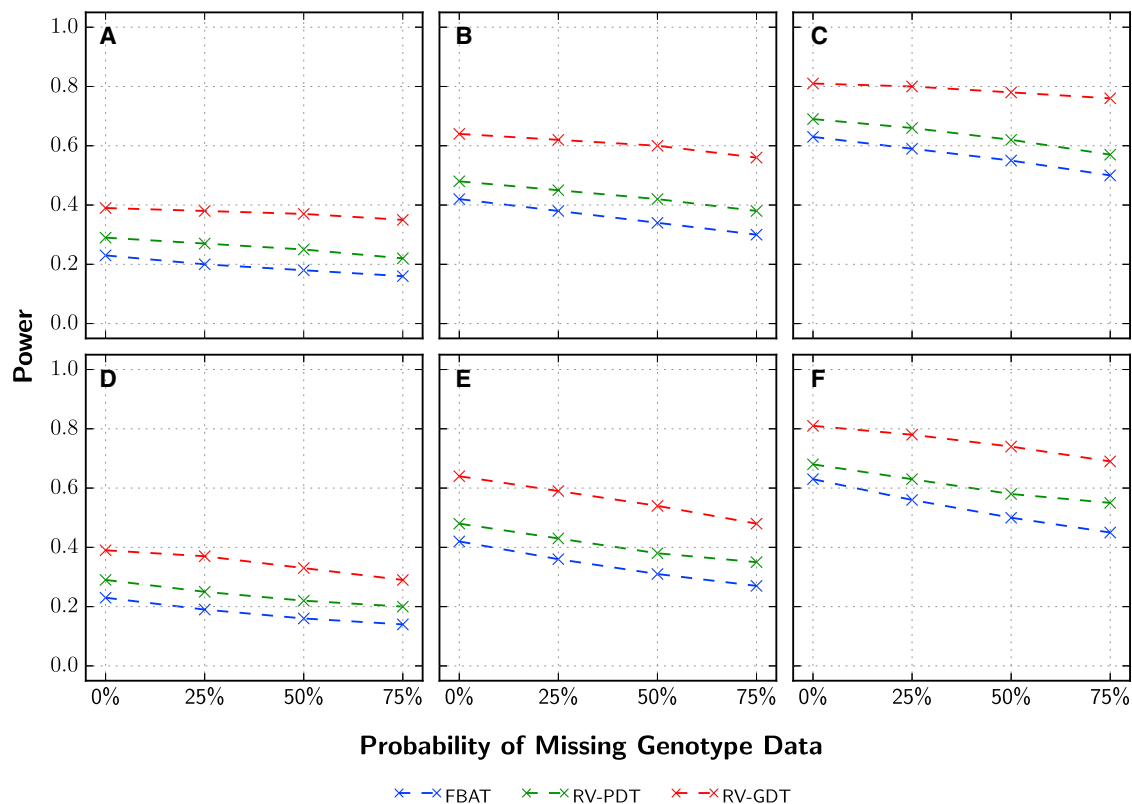 A
B
C
1.0
0.8
0.6
0.4
0.2
0.0
Power
D
E
F
1.0
0.8
0.6
0.4
0.2
0.0
0% 25% 50% 75%
0% 25% 50% 75%
0% 25% 50% 75%
Probability of Missing Genotype Data
FBAT RV-PDT RV-GDT